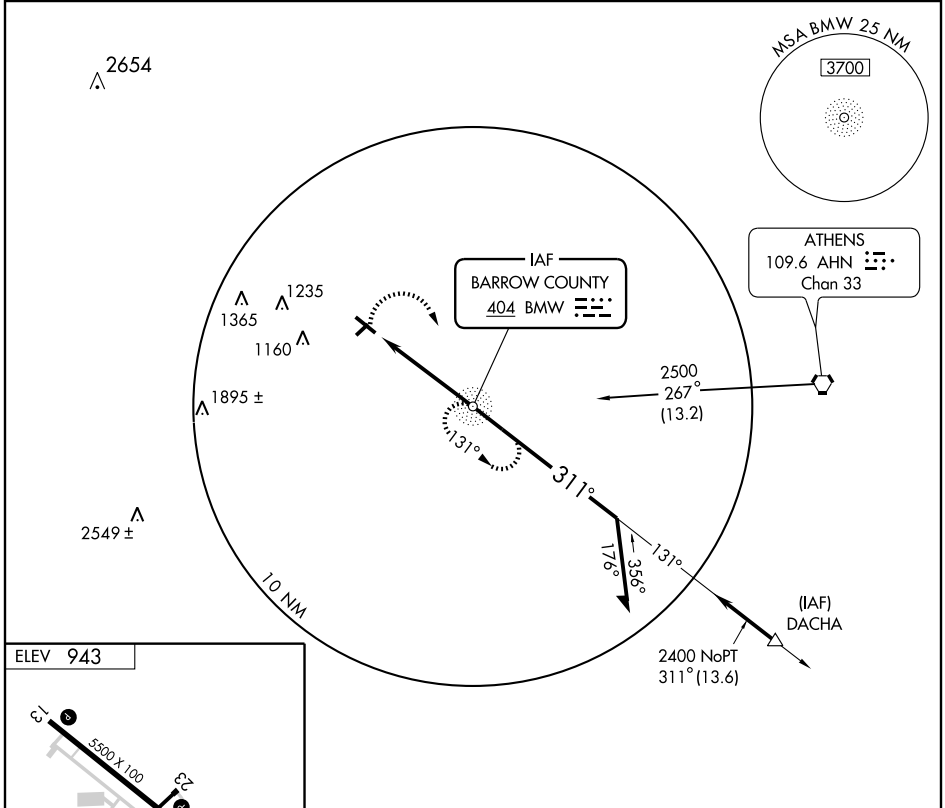 2654
MSA BMW 25 NM
3700
ATHENS
109.6 AHN
Chan 33
IAF
BARROW COUNTY
404 BMW
1365
1235
1160
1895 ±
2500
267°
(13.2)
131°
311°
2549 ±
176°
356°
131°
10 NM
(IAF)
DACHA
2400 NoPT
311° (13.6)
ELEV 943
13
P
5500 X 100
23
P